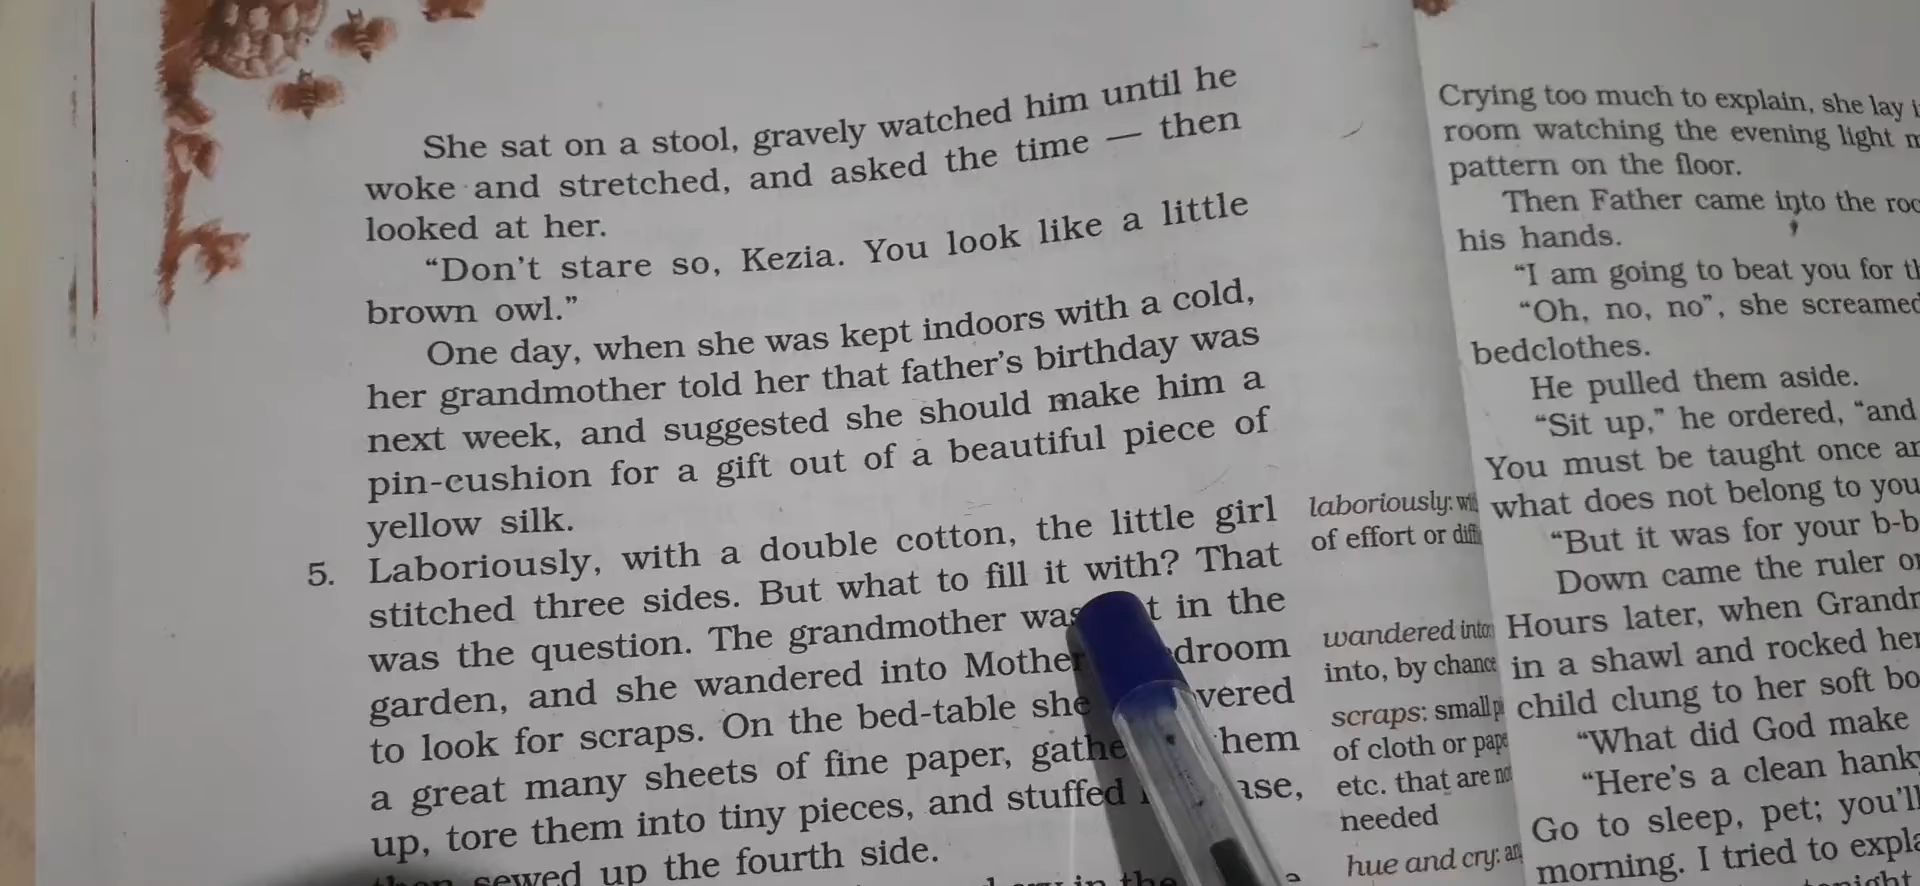 She sat on a stool, gravely watched him until he
woke and stretched, and asked the time — then
looked at her.
“Don't stare so, Kezia. You look like a little
brown owl.”
One day, when she was kept indoors with a cold,
her grandmother told her that father's birthday was
next week, and suggested she should make him a
pin-cushion for a gift out of a beautiful piece of
yellow silk.
5. Laboriously, with a double cotton, the little girl
stitched three sides. But what to fill it with? That
was the question. The grandmother was in the
garden, and she wandered into Mother
to look for scraps. On the bed-table she
a great many sheets of fine paper,
up, tore them into tiny pieces, and stuffed
sewed up the fourth side.
in the
laboriously:
of effort or
wandered into:
into, by chance
scraps: small
of cloth or
etc. that are
needed
hue and cry:
Crying too much to explain, she lay
room watching the evening light
pattern on the floor.
Then Father came into the
his hands.
“I am going to beat you for
“Oh, no, no”, she screamed
bedclothes.
He pulled them aside.
“Sit up,” he ordered, “and
You must be taught once
what does not belong to you
“But it was for your b-b
Down came the ruler
Hours later, when
in a shawl and rocked her
child clung to her soft
“What did God make
“Here's a clean
Go to sleep, pet; you'll
morning. I tried to